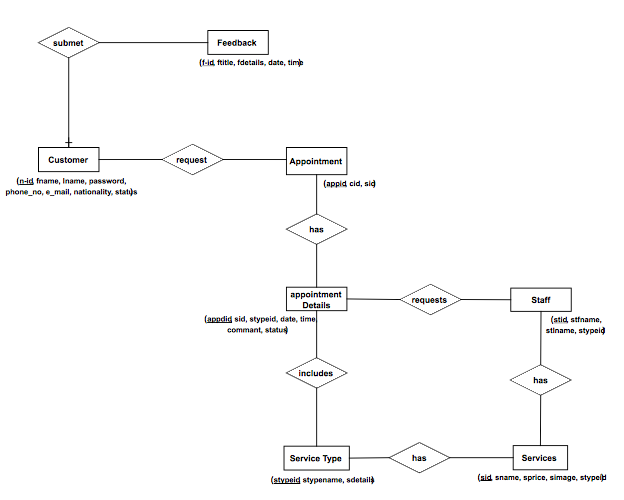 submet
Feedback
(f-id, ftitle, fdetails, date, time)
Customer
request
Appointment
(n-id, fname, lname, password,
phone_no, e_mail, nationality, status)
(appid, cid, sid)
has
appointment
Details
requests
Staff
(appdid, sid, stypeid, date, time,
commant, status)
(stid, stfname,
stlname, stypeid)
includes
has
Service Type
has
Services
(stypeid, stypename, sdetails)
(sid, sname, sprice, simage, stypeid)